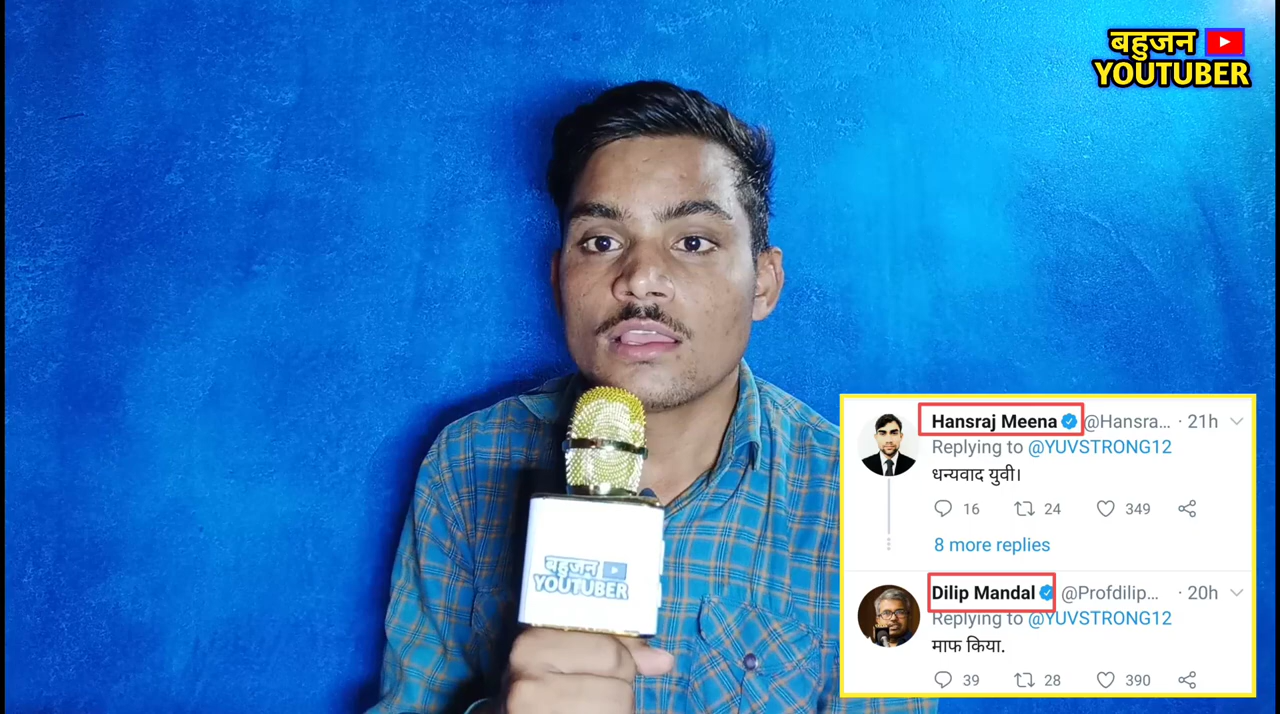 बहुजन
YOUTUBER
बहुजन
YOUTUBER
Hansraj Meena @Hansra... · 21h
Replying to @YUVSTRONG12
धन्यवाद युवी।
16 24 349
8 more replies
Dilip Mandal @Profdilip... · 20h
Replying to @YUVSTRONG12
माफ किया.
39 28 390